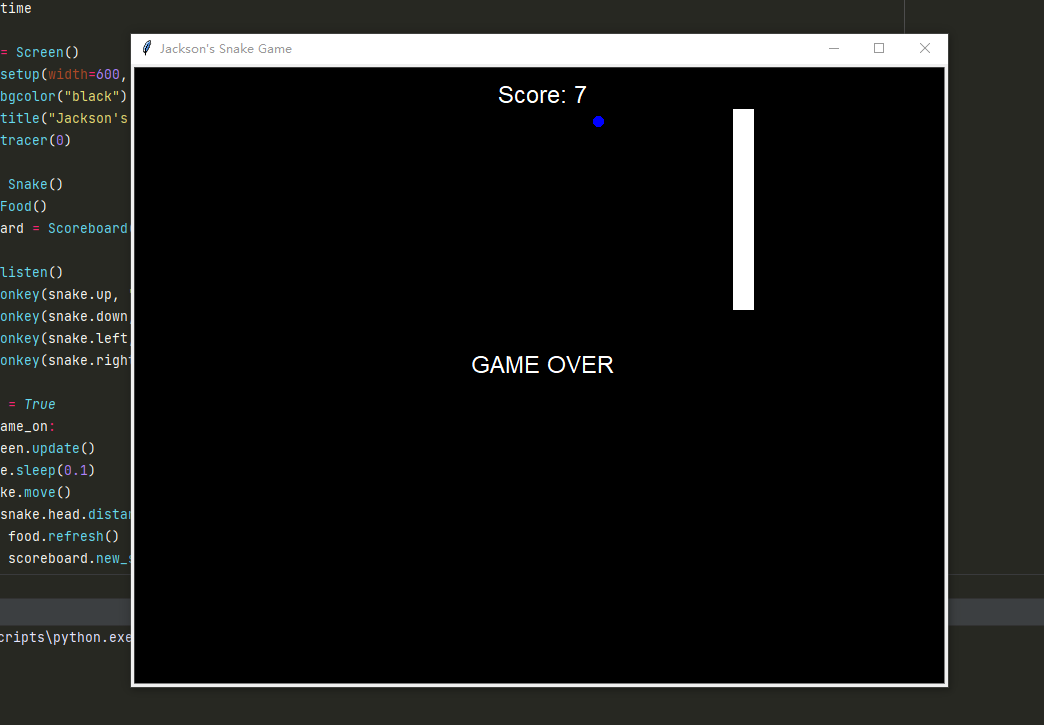 time
= Screen()
setup(width=600,
bgcolor("black")
title("Jackson's
tracer(0)
Snake()
Food()
ard = Scoreboard
listen()
onkey(snake.up,
onkey(snake.down,
onkey(snake.left
onkey(snake.right
= True
ame_on:
een.update()
e.sleep(0.1)
ke.move()
snake.head.distan
food.refresh()
scoreboard.new_s
cripts\python.exe
Jackson's Snake Game
Score: 7
GAME OVER